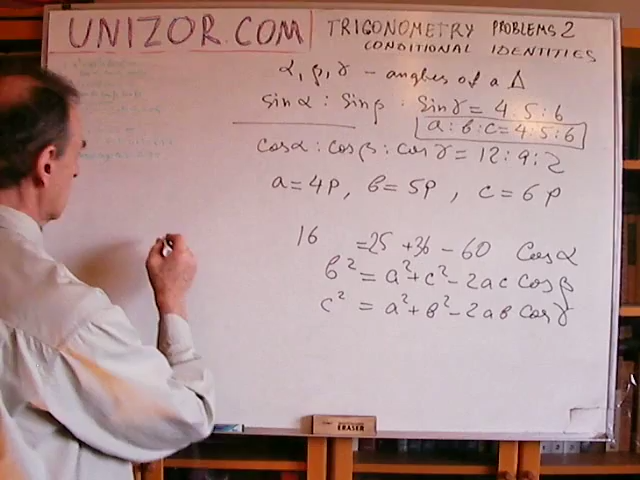 UNIZOR.COM
TRIGONOMETRY PROBLEMS 2
CONDITIONAL IDENTITIES
α, β, γ – angles of a Δ
sin α : sin β : sin γ = 4 : 5 : 6
a : b : c = 4 : 5 : 6
cos α : cos β : cos γ = 12 : 9 : 2
a = 4p, b = 5p, c = 6p
16 = 25 + 36 – 60 cos α
b² = a² + c² – 2ac cos β
c² = a² + b² – 2ab cos γ
ERASER